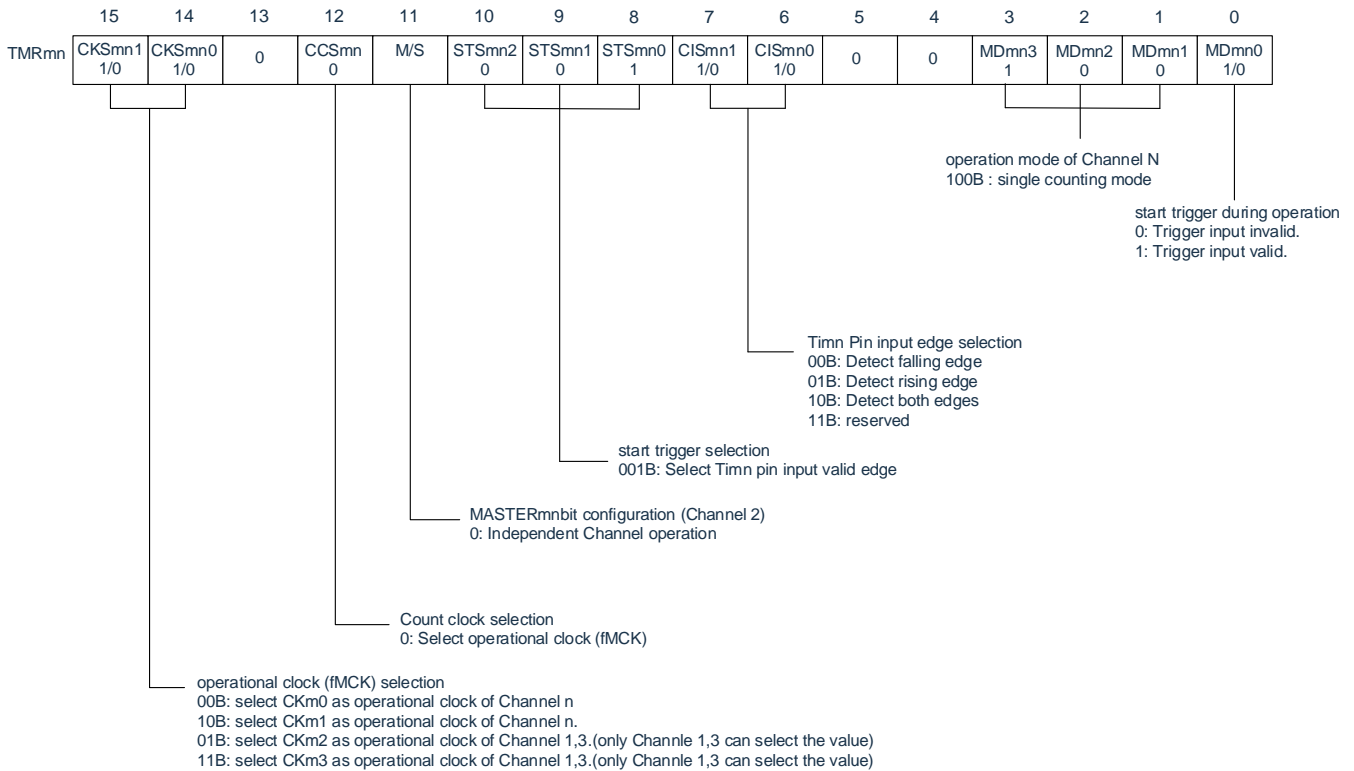 15 14 13 12 11 10 9 8 7 6 5 4 3 2 1 0
TMRmn CKSmn1 CKSmn0 0 CCSmn M/S STSmn2 STSmn1 STSmn0 CISmn1 CISmn0 0 0 MDmn3 MDmn2 MDmn1 MDmn0
1/0 1/0 0 0 0 1 1/0 1/0 1 0 0 1/0
operation mode of Channel N
100B : single counting mode
start trigger during operation
0: Trigger input invalid.
1: Trigger input valid.
Timn Pin input edge selection
00B: Detect falling edge
01B: Detect rising edge
10B: Detect both edges
11B: reserved
start trigger selection
001B: Select Timn pin input valid edge
MASTERmnbit configuration (Channel 2)
0: Independent Channel operation
Count clock selection
0: Select operational clock (fMCK)
operational clock (fMCK) selection
00B: select CKm0 as operational clock of Channel n
10B: select CKm1 as operational clock of Channel n.
01B: select CKm2 as operational clock of Channel 1,3.(only Channle 1,3 can select the value)
11B: select CKm3 as operational clock of Channel 1,3.(only Channle 1,3 can select the value)